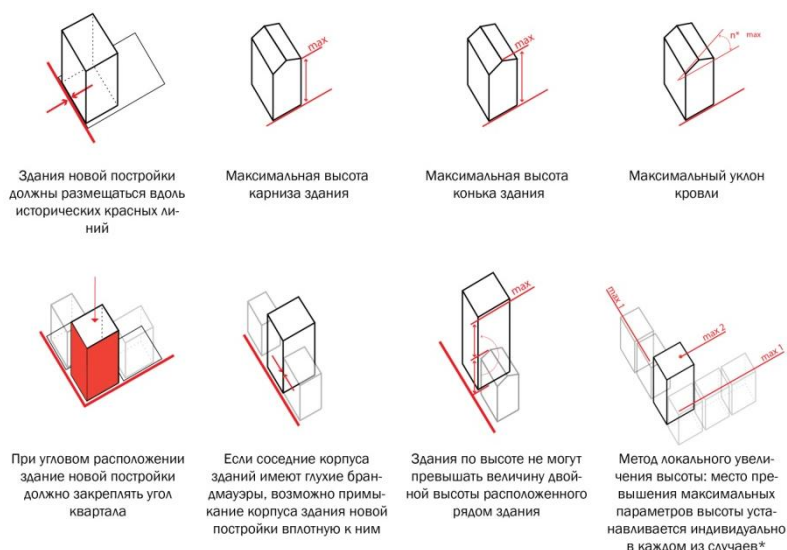 max
max
n° max
Здания новой постройки
должны размещаться вдоль
исторических красных ли-
ний
Максимальная высота
карниза здания
Максимальная высота
конька здания
Максимальный уклон
кровли
max
max 1
max 2
max 1
При угловом расположении
здание новой постройки
должно закреплять угол
квартала
Если соседние корпуса
зданий имеют глухие бран-
дмауэры, возможно примы-
кание корпуса здания новой
постройки вплотную к ним
Здания по высоте не могут
превышать величину двой-
ной высоты расположенного
рядом здания
Метод локального увели-
чения высоты: место пре-
вышения максимальных
параметров высоты уста-
навливается индивидуально
в каждом из случаев*